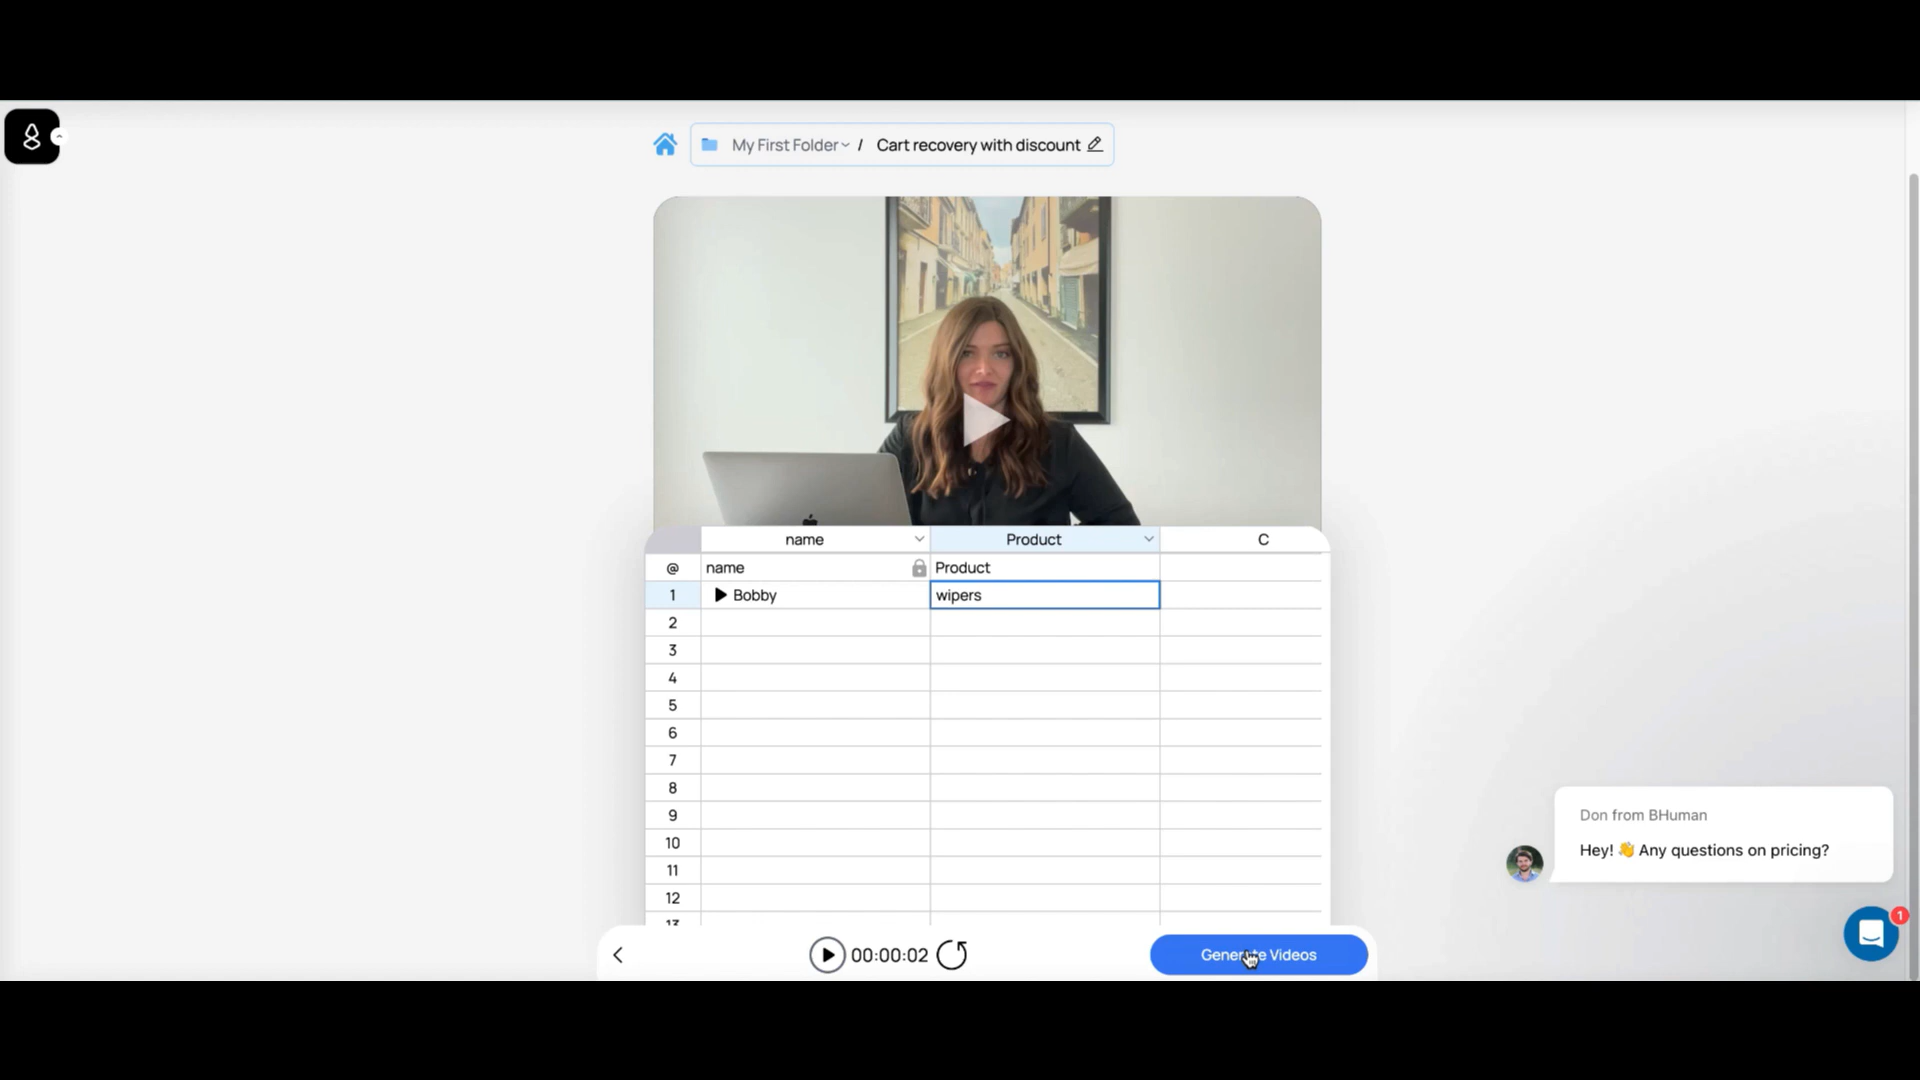 My First Folder / Cart recovery with discount
name Product C
@ name Product
1 Bobby wipers
2
3
4
5
6
7
8
9
10
11
12
13
Don from BHuman
Hey! 👋 Any questions on pricing?
1
00:00:02 Generate Videos